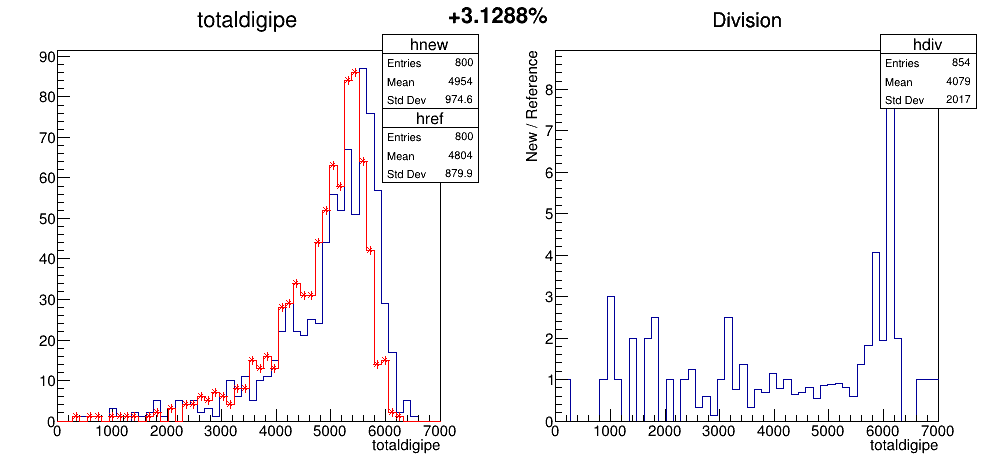 +3.1288%
totaldigipe
hnew
Entries 800
Mean 4954
Std Dev 974.6
href
Entries 800
Mean 4804
Std Dev 879.9
90
80
70
60
50
40
30
20
10
0
0 1000 2000 3000 4000 5000 6000 7000
totaldigipe
Division
hdiv
Entries 854
Mean 4079
Std Dev 2017
New / Reference
8
7
6
5
4
3
2
1
0
0 1000 2000 3000 4000 5000 6000 7000
totaldigipe